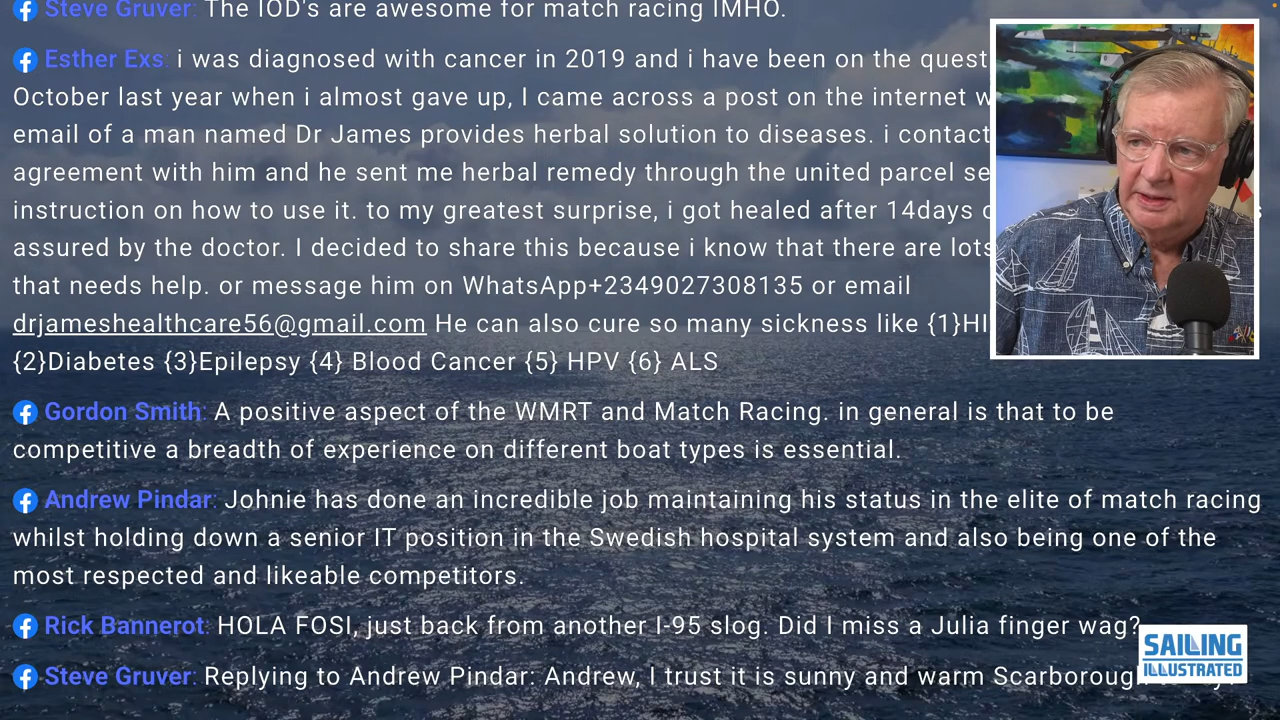 Steve Gruver: The IOD's are awesome for match racing IMHO.
Esther Exs: i was diagnosed with cancer in 2019 and i have been on the quest
October last year when i almost gave up, I came across a post on the internet
email of a man named Dr James provides herbal solution to diseases. i contact
agreement with him and he sent me herbal remedy through the united parcel se
instruction on how to use it. to my greatest surprise, i got healed after 14days
assured by the doctor. I decided to share this because i know that there are lots
that needs help. or message him on WhatsApp+2349027308135 or email
drjameshealthcare56@gmail.com He can also cure so many sickness like {1}HI
{2}Diabetes {3}Epilepsy {4} Blood Cancer {5} HPV {6} ALS
Gordon Smith: A positive aspect of the WMRT and Match Racing. in general is that to be
competitive a breadth of experience on different boat types is essential.
Andrew Pindar: Johnie has done an incredible job maintaining his status in the elite of match racing
whilst holding down a senior IT position in the Swedish hospital system and also being one of the
most respected and likeable competitors.
Rick Bannerot: HOLA FOSI, just back from another I-95 slog. Did I miss a Julia finger wag?
Steve Gruver: Replying to Andrew Pindar: Andrew, I trust it is sunny and warm Scarboroug
SAILING
ILLUSTRATED